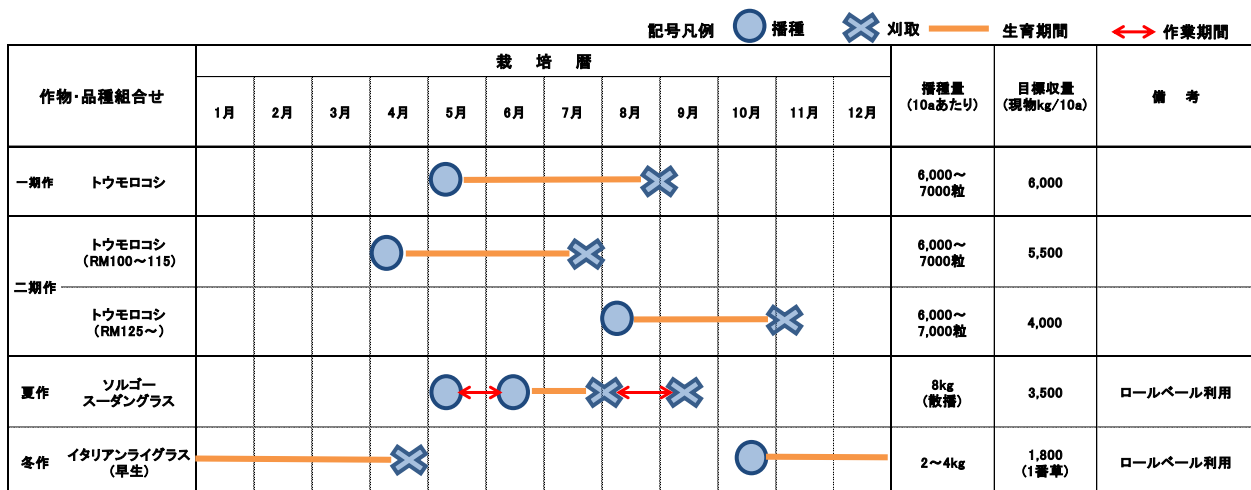 記号凡例 播種 刈取 生育期間 作業期間
作物・品種組合せ
栽 培 暦
播種量
(10aあたり)
目標収量
(現物kg/10a)
備 考
1月 2月 3月 4月 5月 6月 7月 8月 9月 10月 11月 12月
一期作 トウモロコシ
6,000～
7000粒
6,000
二期作
トウモロコシ
(RM100～115)
6,000～
7000粒
5,500
トウモロコシ
(RM125～)
6,000～
7,000粒
4,000
夏作
ソルゴー
スーダングラス
8kg
(散播)
3,500
ロールベール利用
冬作
イタリアンライグラス
(早生)
2～4kg
1,800
(1番草)
ロールベール利用